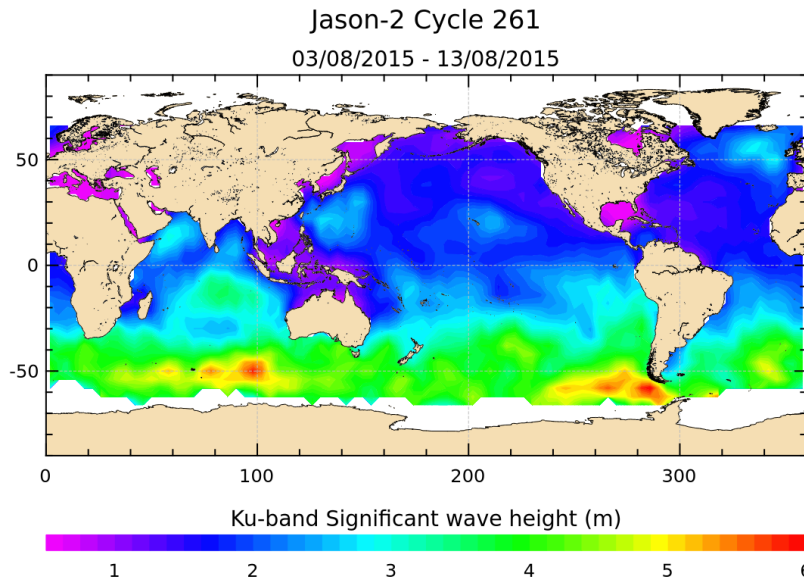 Jason-2 Cycle 261
03/08/2015 - 13/08/2015
50
0
-50
0 100 200 300
Ku-band Significant wave height (m)
1 2 3 4 5 6